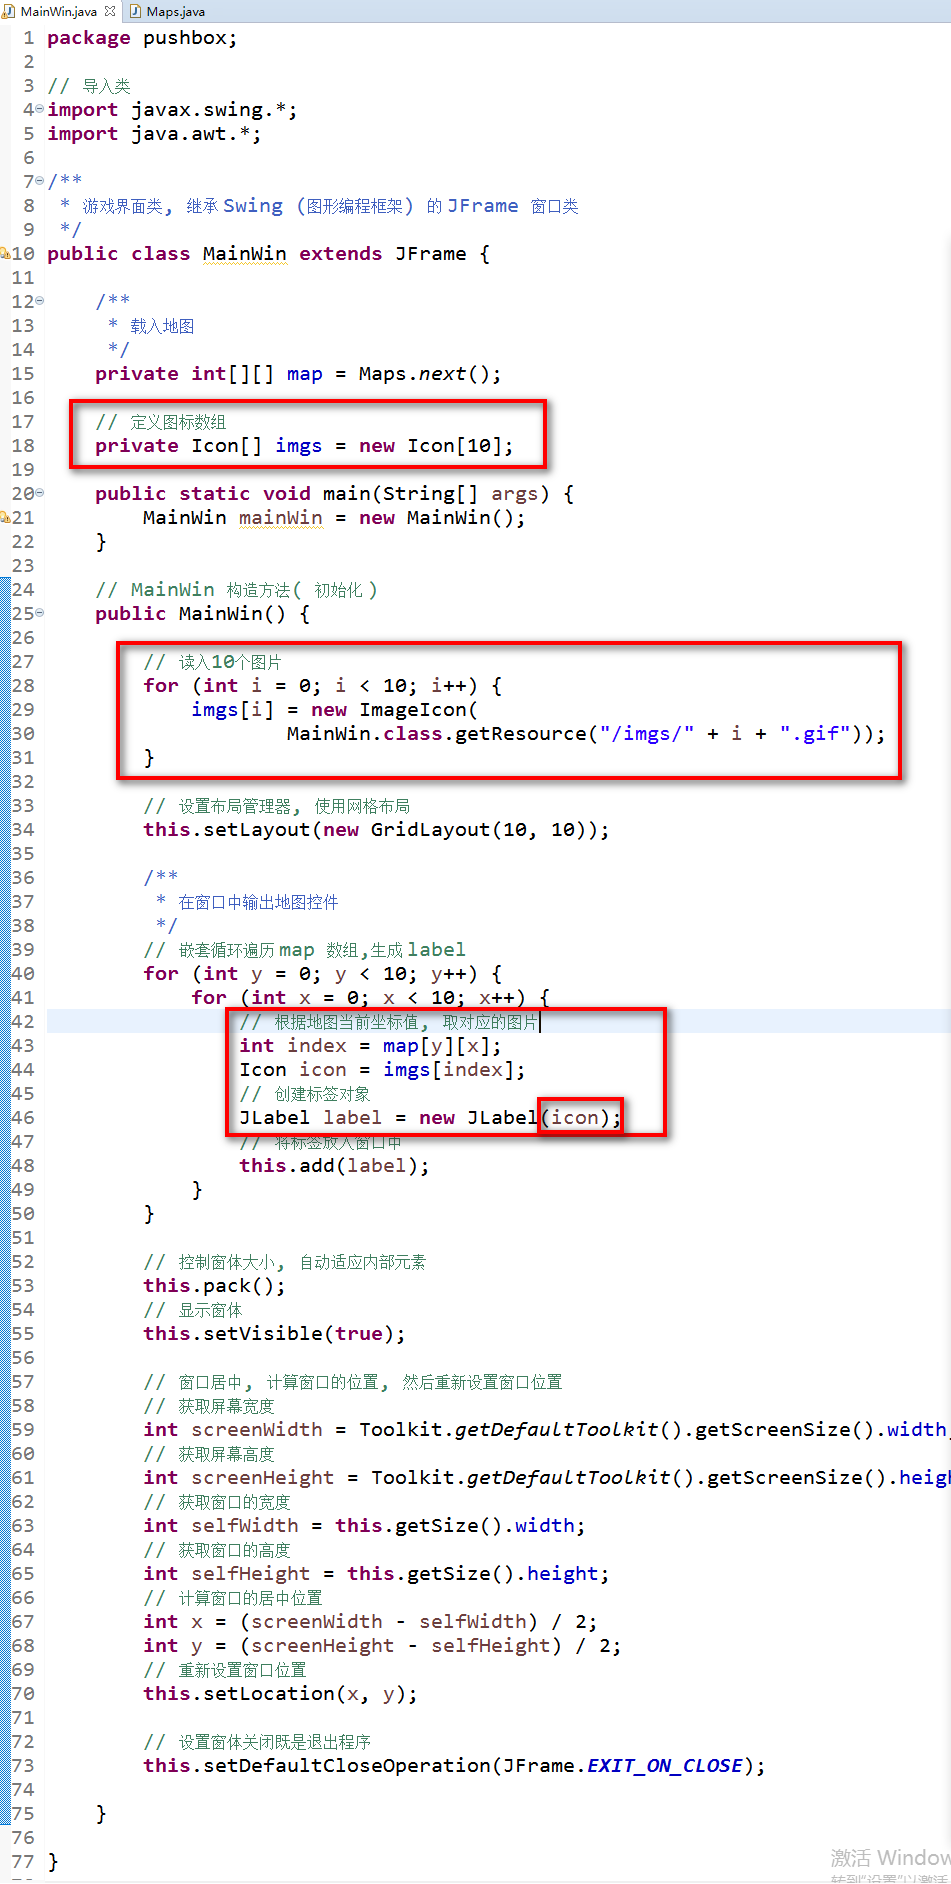 MainWin.java Maps.java
1 package pushbox;
2
3 // 导入类
4 import javax.swing.*;
5 import java.awt.*;
6
7 /**
8 * 游戏界面类, 继承 Swing (图形编程框架) 的 JFrame 窗口类
9 */
10 public class MainWin extends JFrame {
11
12 /**
13 * 载入地图
14 */
15 private int[][] map = Maps.next();
16
17 // 定义图标数组
18 private Icon[] imgs = new Icon[10];
19
20 public static void main(String[] args) {
21 MainWin mainWin = new MainWin();
22 }
23
24 // MainWin 构造方法( 初始化 )
25 public MainWin() {
26
27 // 读入10个图片
28 for (int i = 0; i < 10; i++) {
29 imgs[i] = new ImageIcon(
30 MainWin.class.getResource("/imgs/" + i + ".gif"));
31 }
32
33 // 设置布局管理器, 使用网格布局
34 this.setLayout(new GridLayout(10, 10));
35
36 /**
37 * 在窗口中输出地图控件
38 */
39 // 嵌套循环遍历 map 数组,生成 label
40 for (int y = 0; y < 10; y++) {
41 for (int x = 0; x < 10; x++) {
42 // 根据地图当前坐标值, 取对应的图片
43 int index = map[y][x];
44 Icon icon = imgs[index];
45 // 创建标签对象
46 JLabel label = new JLabel(icon);
47 // 将标签放入窗口中
48 this.add(label);
49 }
50 }
51
52 // 控制窗体大小, 自动适应内部元素
53 this.pack();
54 // 显示窗体
55 this.setVisible(true);
56
57 // 窗口居中, 计算窗口的位置, 然后重新设置窗口位置
58 // 获取屏幕宽度
59 int screenWidth = Toolkit.getDefaultToolkit().getScreenSize().width
60 // 获取屏幕高度
61 int screenHeight = Toolkit.getDefaultToolkit().getScreenSize().heigh
62 // 获取窗口的宽度
63 int selfWidth = this.getSize().width;
64 // 获取窗口的高度
65 int selfHeight = this.getSize().height;
66 // 计算窗口的居中位置
67 int x = (screenWidth - selfWidth) / 2;
68 int y = (screenHeight - selfHeight) / 2;
69 // 重新设置窗口位置
70 this.setLocation(x, y);
71
72 // 设置窗体关闭既是退出程序
73 this.setDefaultCloseOperation(JFrame.EXIT_ON_CLOSE);
74
75 }
76
77 }
激活 Window
转到"设置"以激活